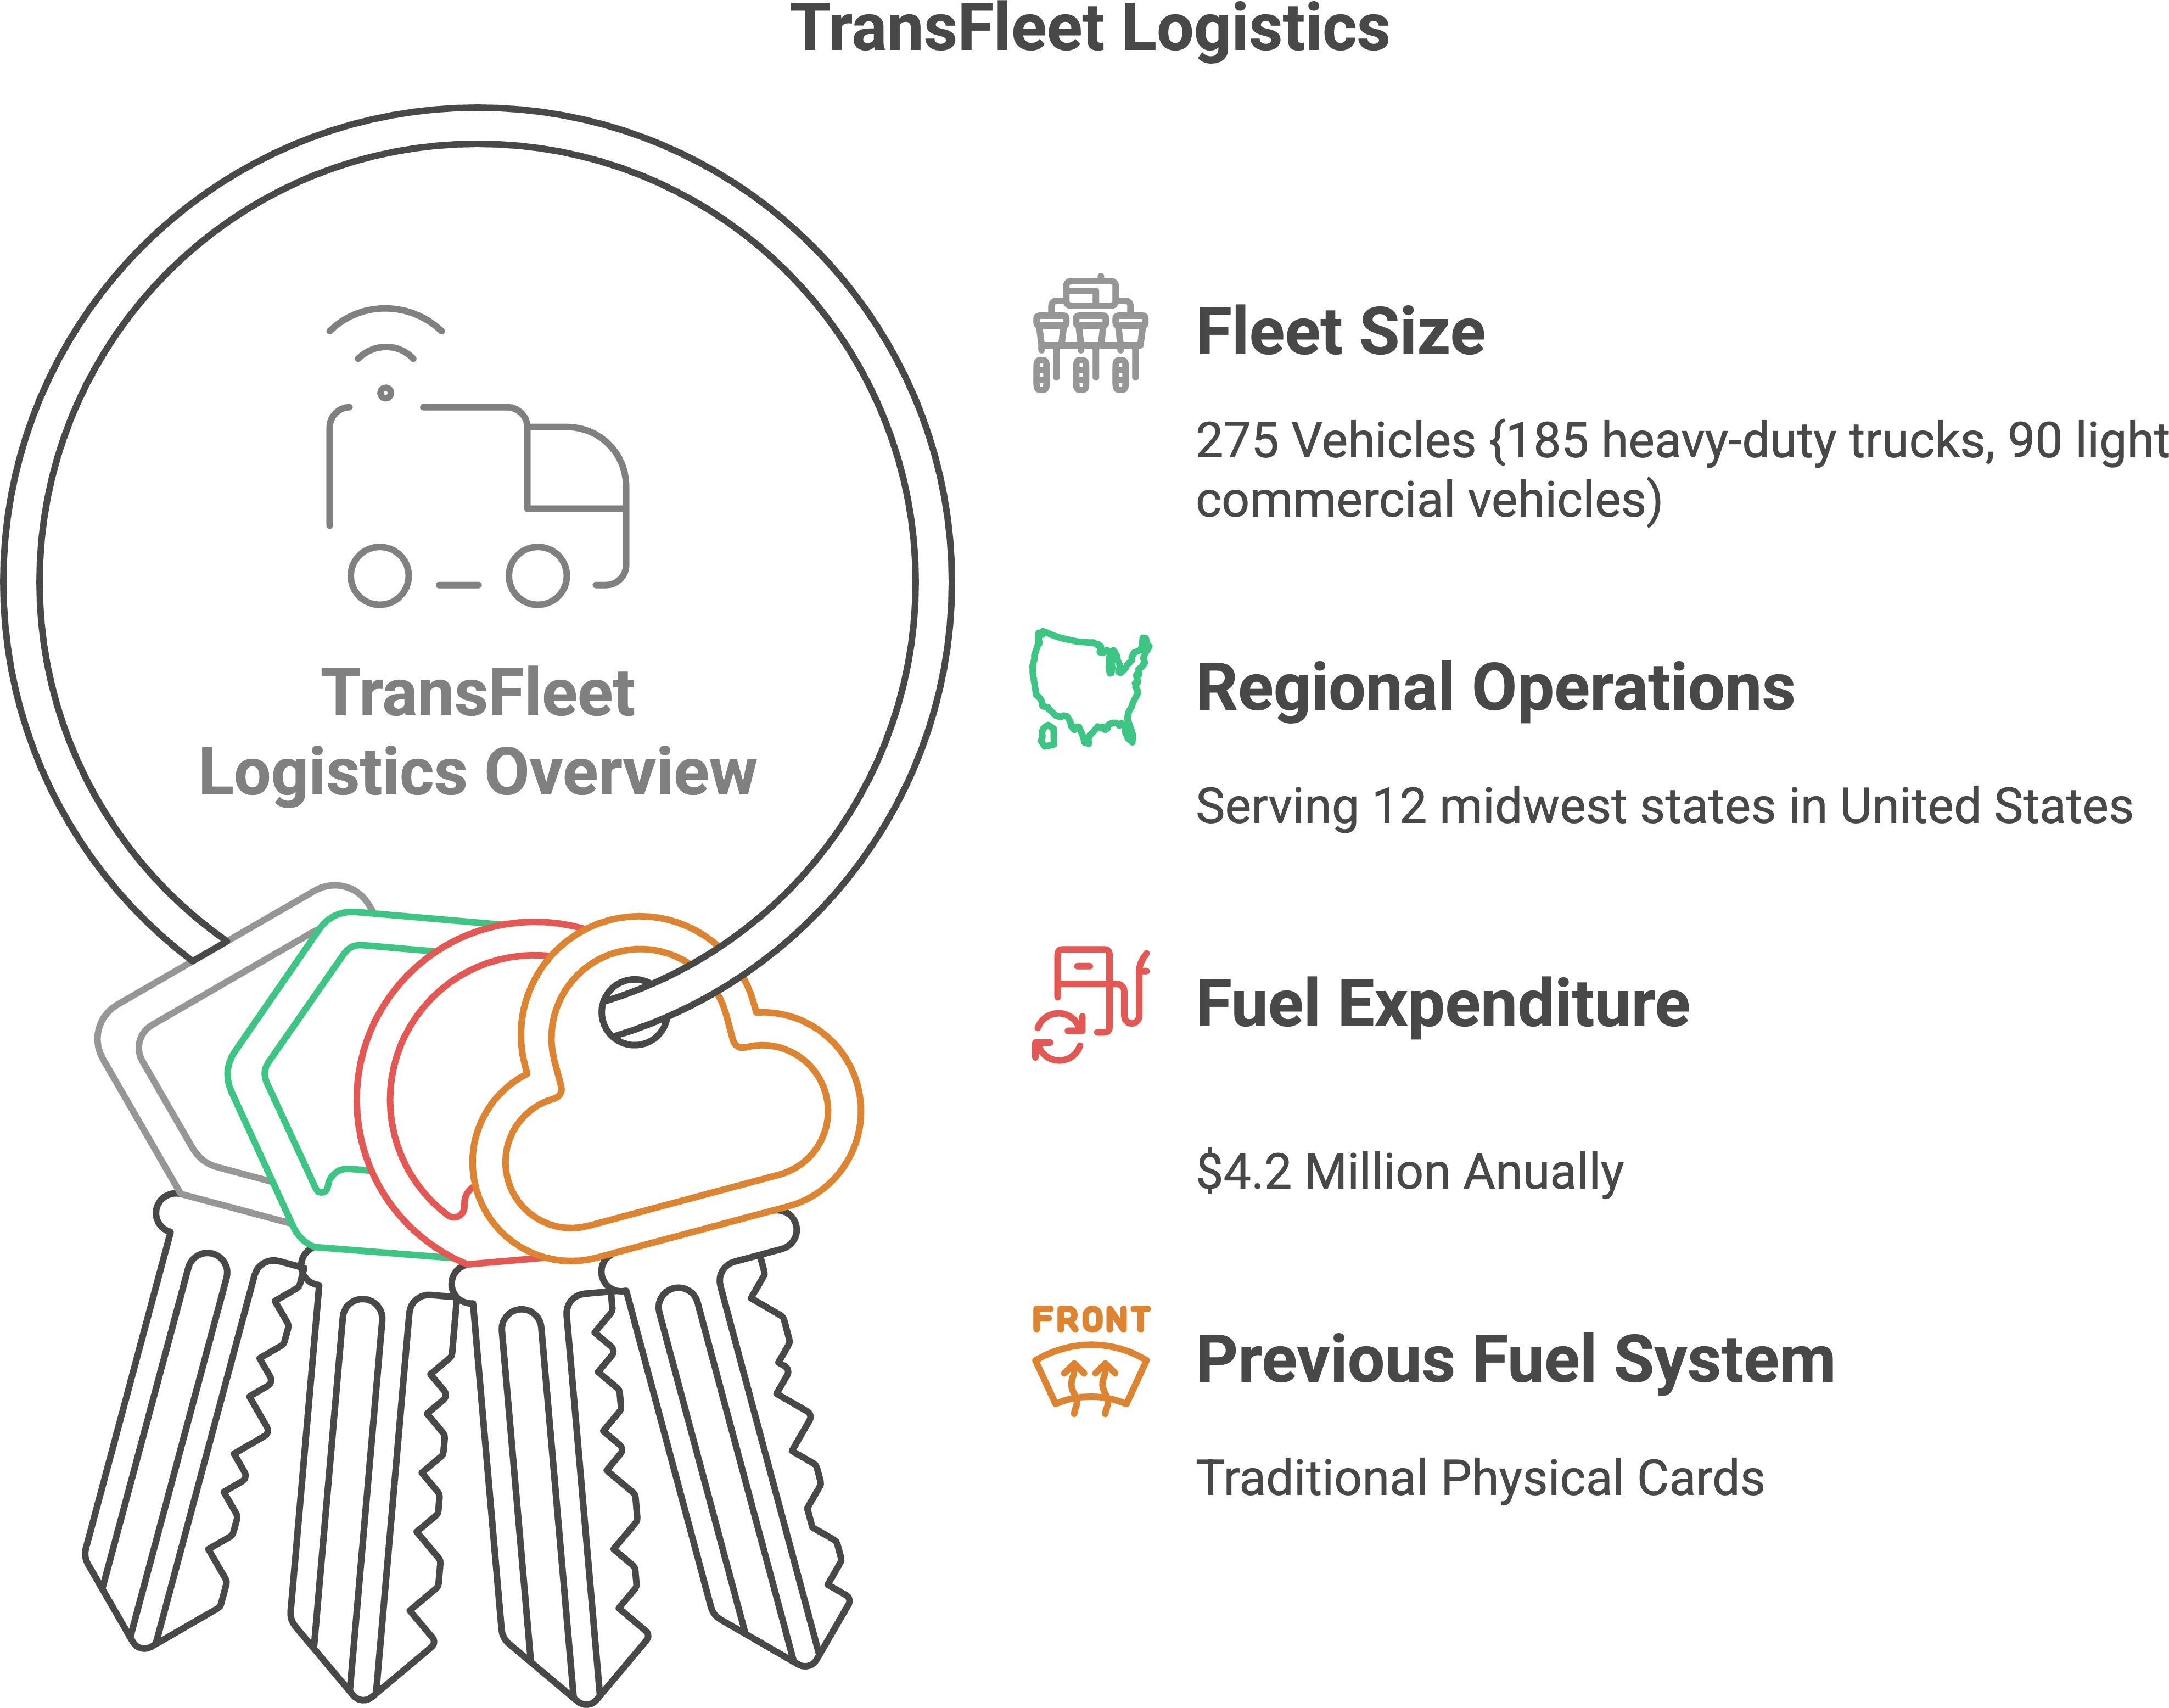 TransFleet Logistics
TransFleet
Logistics Overview
Fleet Size
275 Vehicles {185 heavy-duty trucks, 90 light
commercial vehicles)
Regional Operations
Serving 12 midwest states in United States
Fuel Expenditure
$4.2 Million Anually
FRONT
Previous Fuel System
Traditional Physical Cards